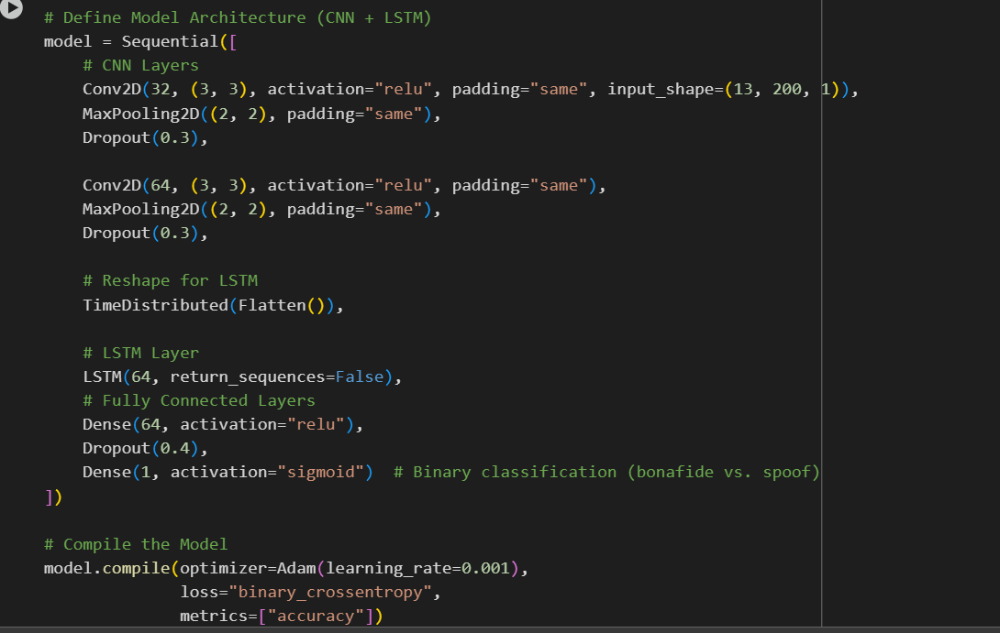 # Define Model Architecture (CNN + LSTM)
model = Sequential([
    # CNN Layers
    Conv2D(32, (3, 3), activation="relu", padding="same", input_shape=(13, 200, 1)),
    MaxPooling2D((2, 2), padding="same"),
    Dropout(0.3),

    Conv2D(64, (3, 3), activation="relu", padding="same"),
    MaxPooling2D((2, 2), padding="same"),
    Dropout(0.3),

    # Reshape for LSTM
    TimeDistributed(Flatten()),

    # LSTM Layer
    LSTM(64, return_sequences=False),
    # Fully Connected Layers
    Dense(64, activation="relu"),
    Dropout(0.4),
    Dense(1, activation="sigmoid")  # Binary classification (bonafide vs. spoof)
])

# Compile the Model
model.compile(optimizer=Adam(learning_rate=0.001),
              loss="binary_crossentropy",
              metrics=["accuracy"])